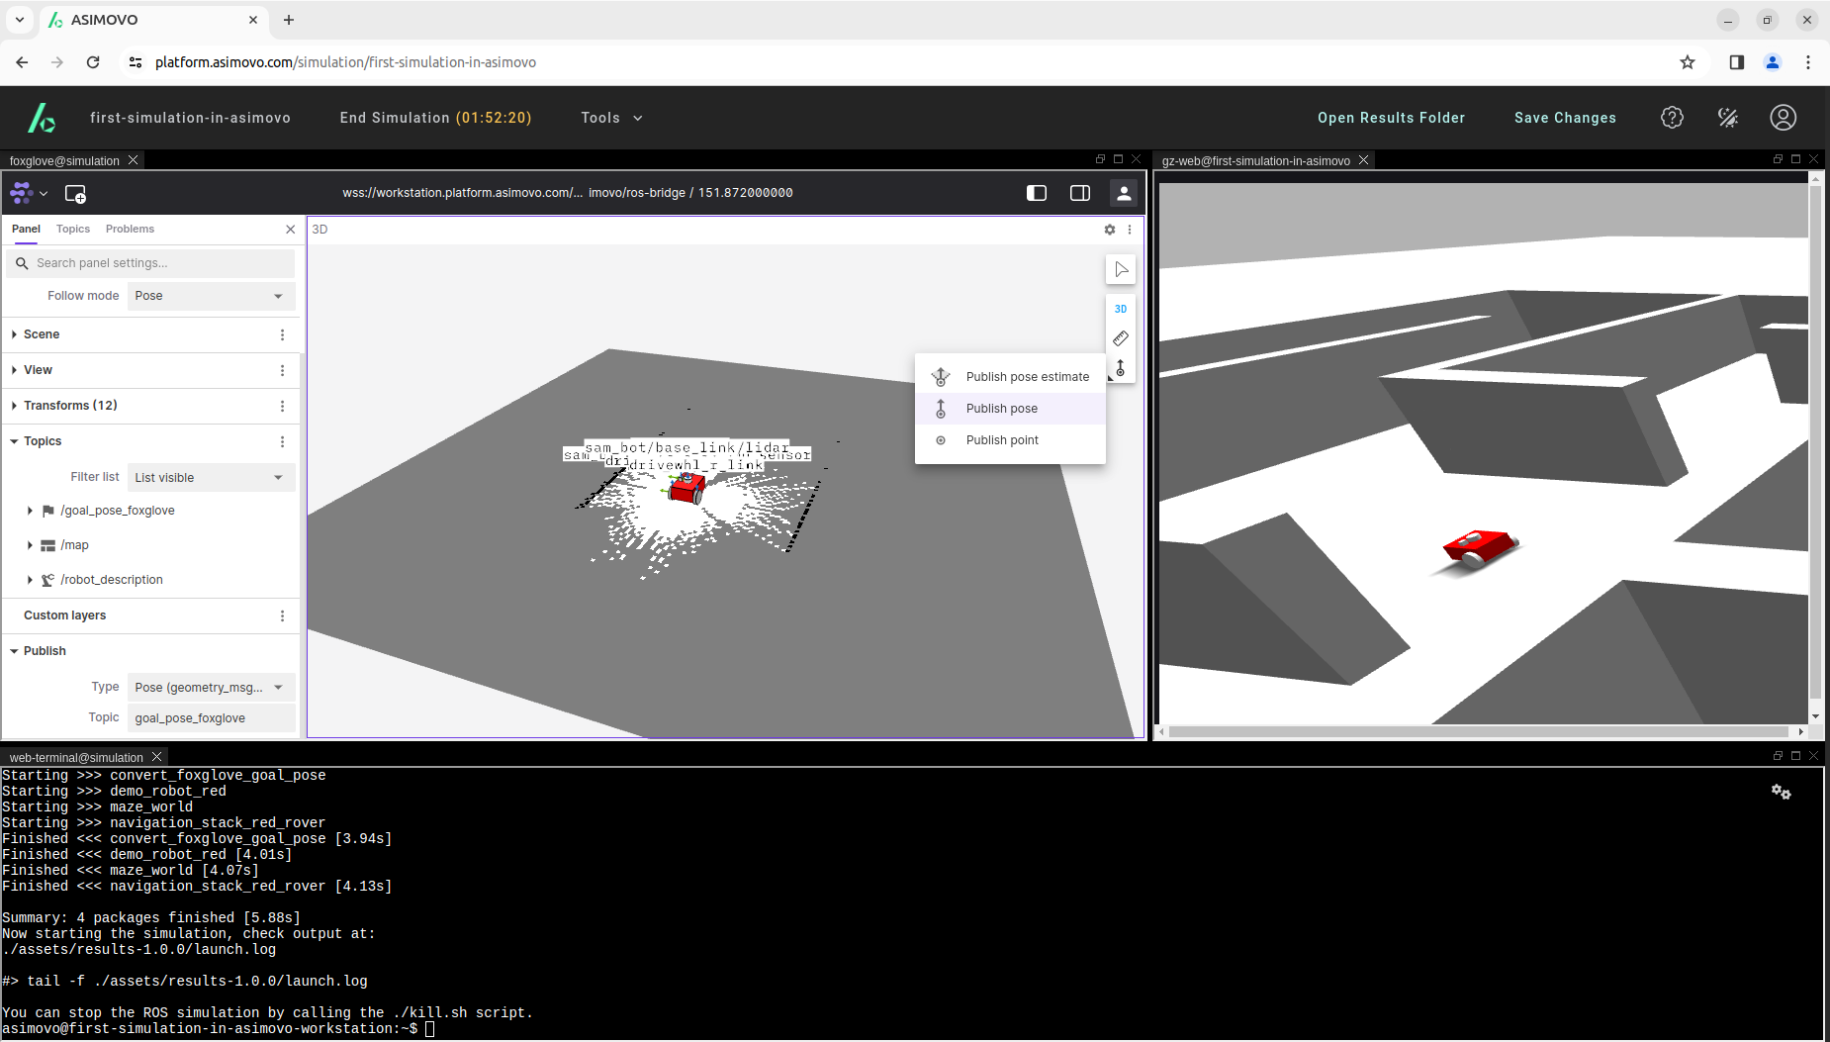 ASIMOVO
platform.asimovo.com/simulation/first-simulation-in-asimovo
first-simulation-in-asimovo
End Simulation (01:52:20)
Tools
Open Results Folder
Save Changes
foxglove@simulation
gz-web@first-simulation-in-asimovo
wss://workstation.platform.asimovo.com/... imovo/ros-bridge / 151.872000000
Panel
Topics
Problems
3D
Search panel settings...
Follow mode
Pose
3D
Scene
View
Transforms (12)
Topics
Filter list
List visible
/goal_pose_foxglove
/map
/robot_description
Custom layers
Publish
Type
Pose (geometry_msg...
Topic
goal_pose_foxglove
Publish pose estimate
Publish pose
Publish point
sam_bot/base_link/lidar
drivewhl_r_link
web-terminal@simulation
Starting >>> convert_foxglove_goal_pose
Starting >>> demo_robot_red
Starting >>> maze_world
Starting >>> navigation_stack_red_rover
Finished <<< convert_foxglove_goal_pose [3.94s]
Finished <<< demo_robot_red [4.01s]
Finished <<< maze_world [4.07s]
Finished <<< navigation_stack_red_rover [4.13s]
Summary: 4 packages finished [5.88s]
Now starting the simulation, check output at:
./assets/results-1.0.0/launch.log
#> tail -f ./assets/results-1.0.0/launch.log
You can stop the ROS simulation by calling the ./kill.sh script.
asimovo@first-simulation-in-asimovo-workstation:~$